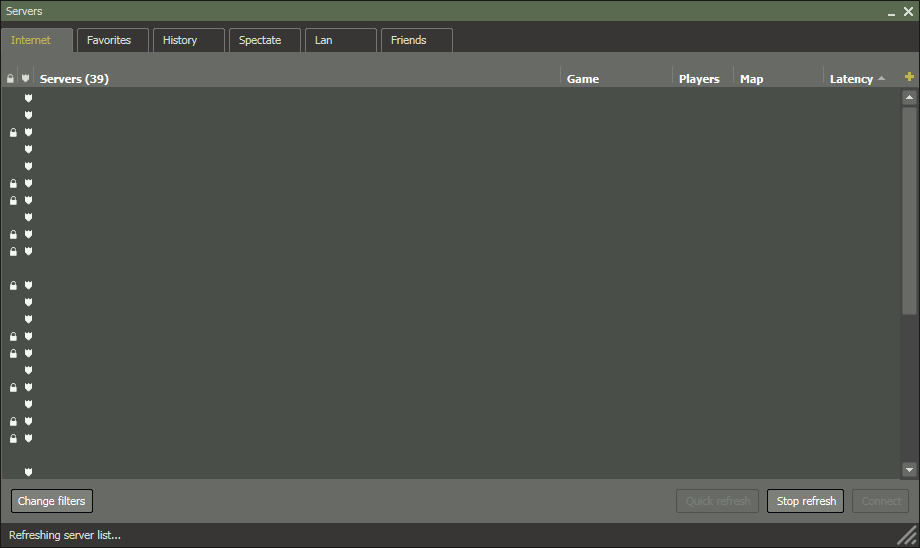 Servers
Internet Favorites History Spectate Lan Friends
Servers (39) Game Players Map Latency
Change filters Quick refresh Stop refresh Connect
Refreshing server list...